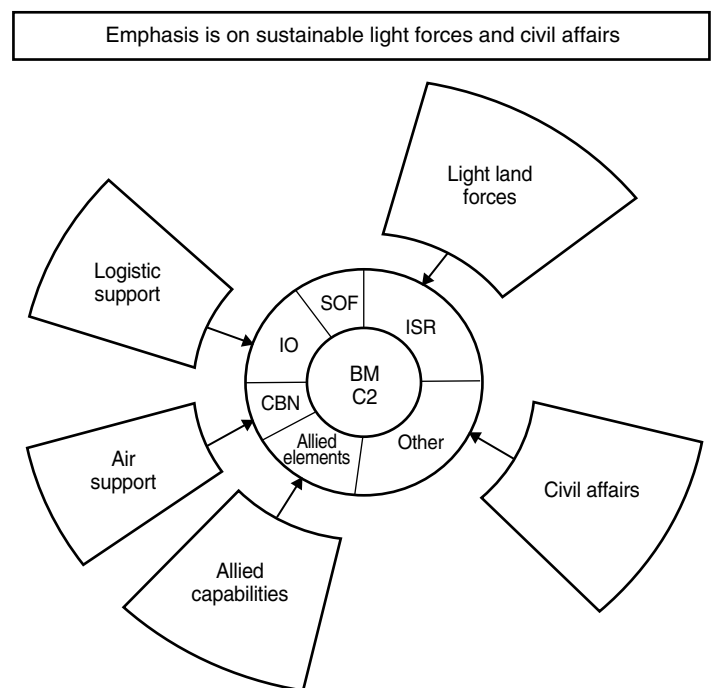 Emphasis is on sustainable light forces and civil affairs
Light land
forces
Logistic
support
SOF
ISR
IO
BM
C2
CBN
Allied
elements
Other
Air
support
Civil affairs
Allied
capabilities